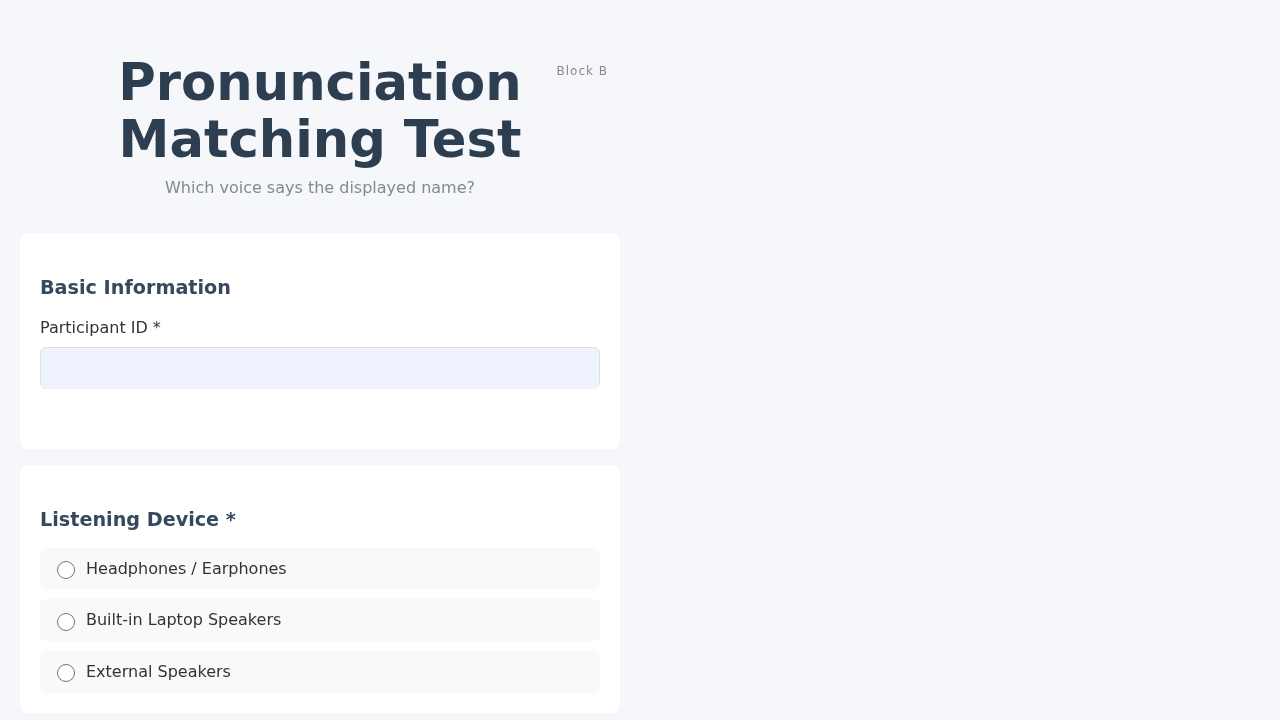 Pronunciation
Matching Test
Block B
Which voice says the displayed name?
Basic Information
Participant ID *
Listening Device *
Headphones / Earphones
Built-in Laptop Speakers
External Speakers